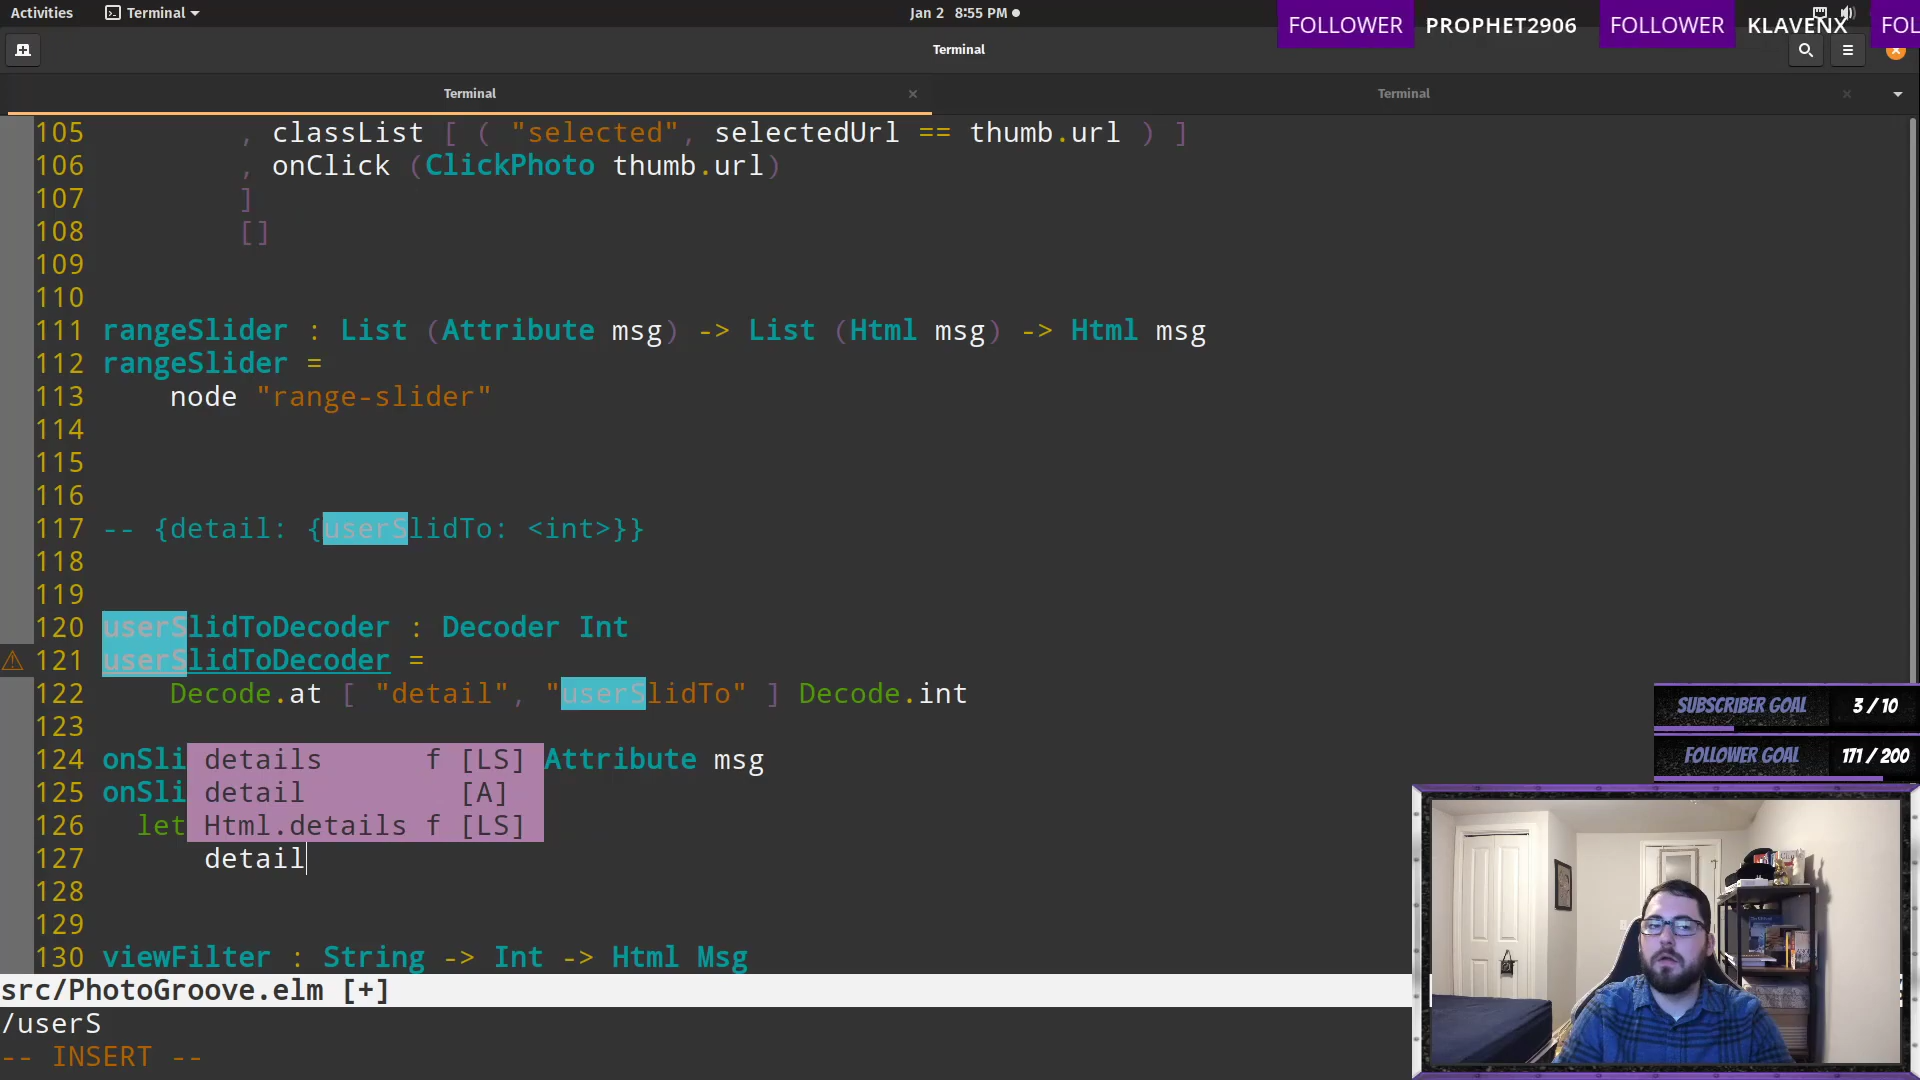 Activities Terminal Jan 2 8:55 PM
FOLLOWER PROPHET2906 FOLLOWER KLAVENX FOL
Terminal
Terminal Terminal
105 , classList [ ( "selected", selectedUrl == thumb.url ) ]
106 , onClick (ClickPhoto thumb.url)
107 ]
108 []
109
110
111 rangeSlider : List (Attribute msg) -> List (Html msg) -> Html msg
112 rangeSlider =
113 node "range-slider"
114
115
116
117 -- {detail: {userSlidTo: <int>}}
118
119
120 userSlidToDecoder : Decoder Int
121 userSlidToDecoder =
122 Decode.at [ "detail", "userSlidTo" ] Decode.int
123
124 onSli details f [LS] Attribute msg
125 onSli detail [A]
126 let Html.details f [LS]
127 detail
128
129
130 viewFilter : String -> Int -> Html Msg
src/PhotoGroove.elm [+]
/userS
-- INSERT --
SUBSCRIBER GOAL 3 / 10
FOLLOWER GOAL 171 / 200